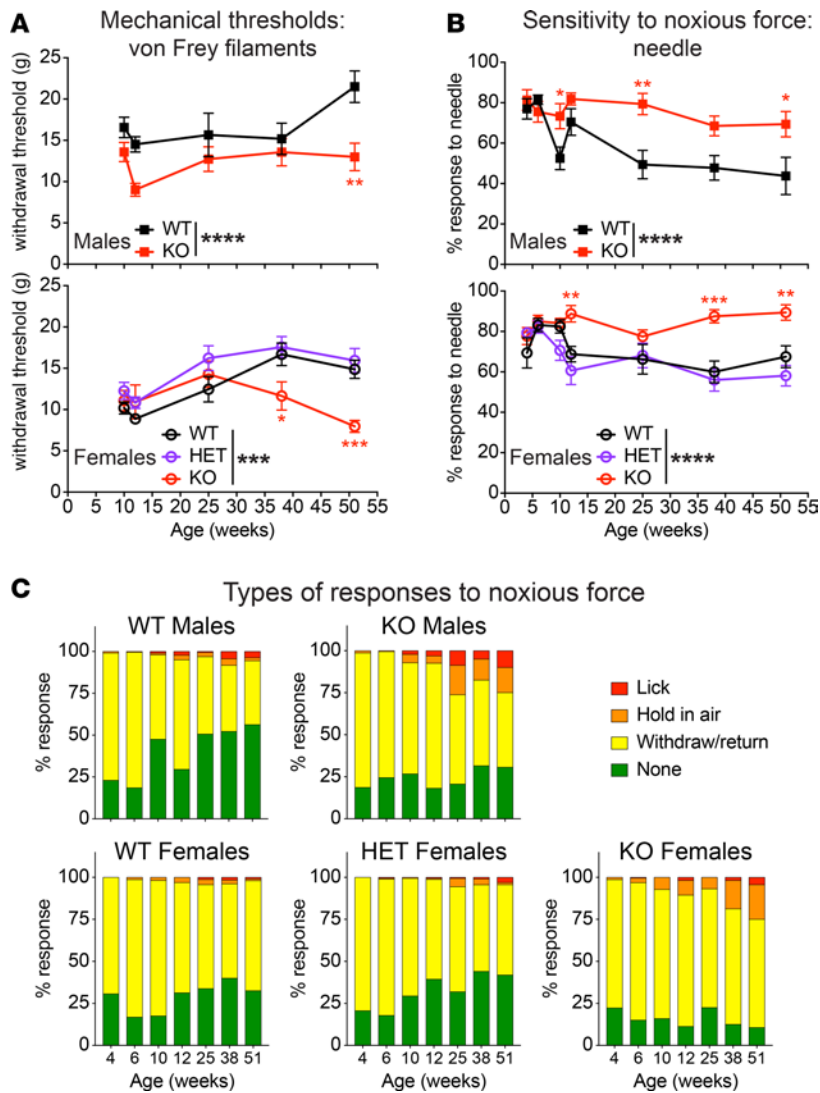 A
Mechanical thresholds:
von Frey filaments
withdrawal threshold (g)
25
20
15
10
5
0
Males
WT
KO
****
**
withdrawal threshold (g)
25
20
15
10
5
0
Females
WT
HET
KO
***
*
***
0 5 10 15 20 25 30 35 40 45 50 55
Age (weeks)
B
Sensitivity to noxious force:
needle
% response to needle
100
80
60
40
20
0
*
**
*
Males
WT
KO
****
% response to needle
100
80
60
40
20
0
**
***
**
Females
WT
HET
KO
****
0 5 10 15 20 25 30 35 40 45 50 55
Age (weeks)
C
Types of responses to noxious force
WT Males
% response
100
50
25
0
KO Males
% response
100
50
25
0
Lick
Hold in air
Withdraw/return
None
WT Females
% response
100
75
50
25
0
4 6 10 12 25 38 51
Age (weeks)
HET Females
% response
100
75
50
25
0
4 6 10 12 25 38 51
Age (weeks)
KO Females
% response
100
75
50
25
0
4 6 10 12 25 38 51
Age (weeks)